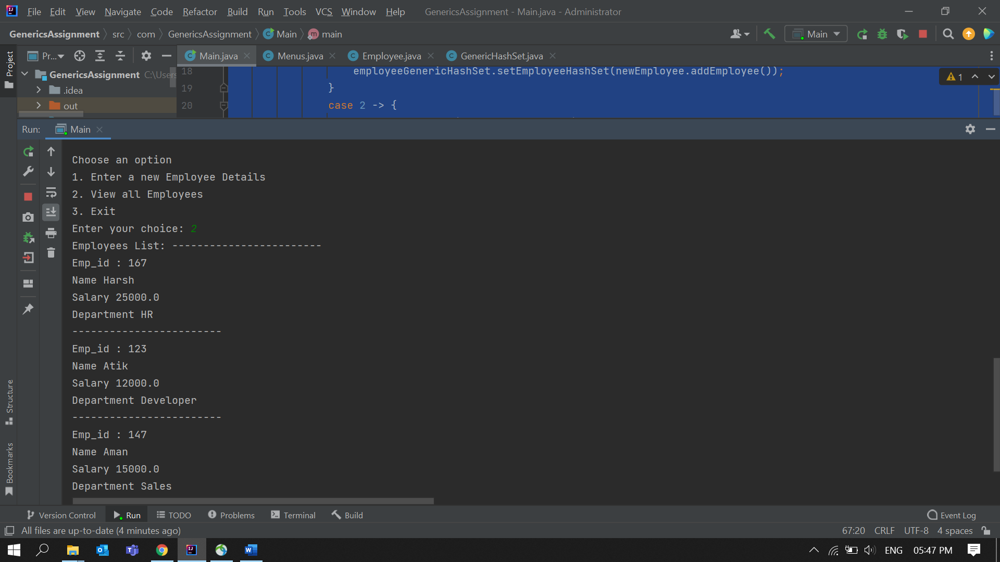 File Edit View Navigate Code Refactor Build Run Tools VCS Window Help GenericsAssignment - Main.java - Administrator
GenericsAssignment src com GenericsAssignment Main main Main
Project Pr... Main.java Menus.java Employee.java GenericHashSet.java
GenericsAssignment C:\Users
.idea
out
18 employeeGenericHashSet.setEmployeeHashSet(newEmployee.addEmployee());
19 }
20 case 2 -> {
1
Run: Main
Choose an option
1. Enter a new Employee Details
2. View all Employees
3. Exit
Enter your choice: 2
Employees List: ------------------------
Emp_id : 167
Name Harsh
Salary 25000.0
Department HR
------------------------
Emp_id : 123
Name Atik
Salary 12000.0
Department Developer
------------------------
Emp_id : 147
Name Aman
Salary 15000.0
Department Sales
Structure
Bookmarks
Version Control Run TODO Problems Terminal Build Event Log
All files are up-to-date (4 minutes ago) 67:20 CRLF UTF-8 4 spaces
ENG 05:47 PM